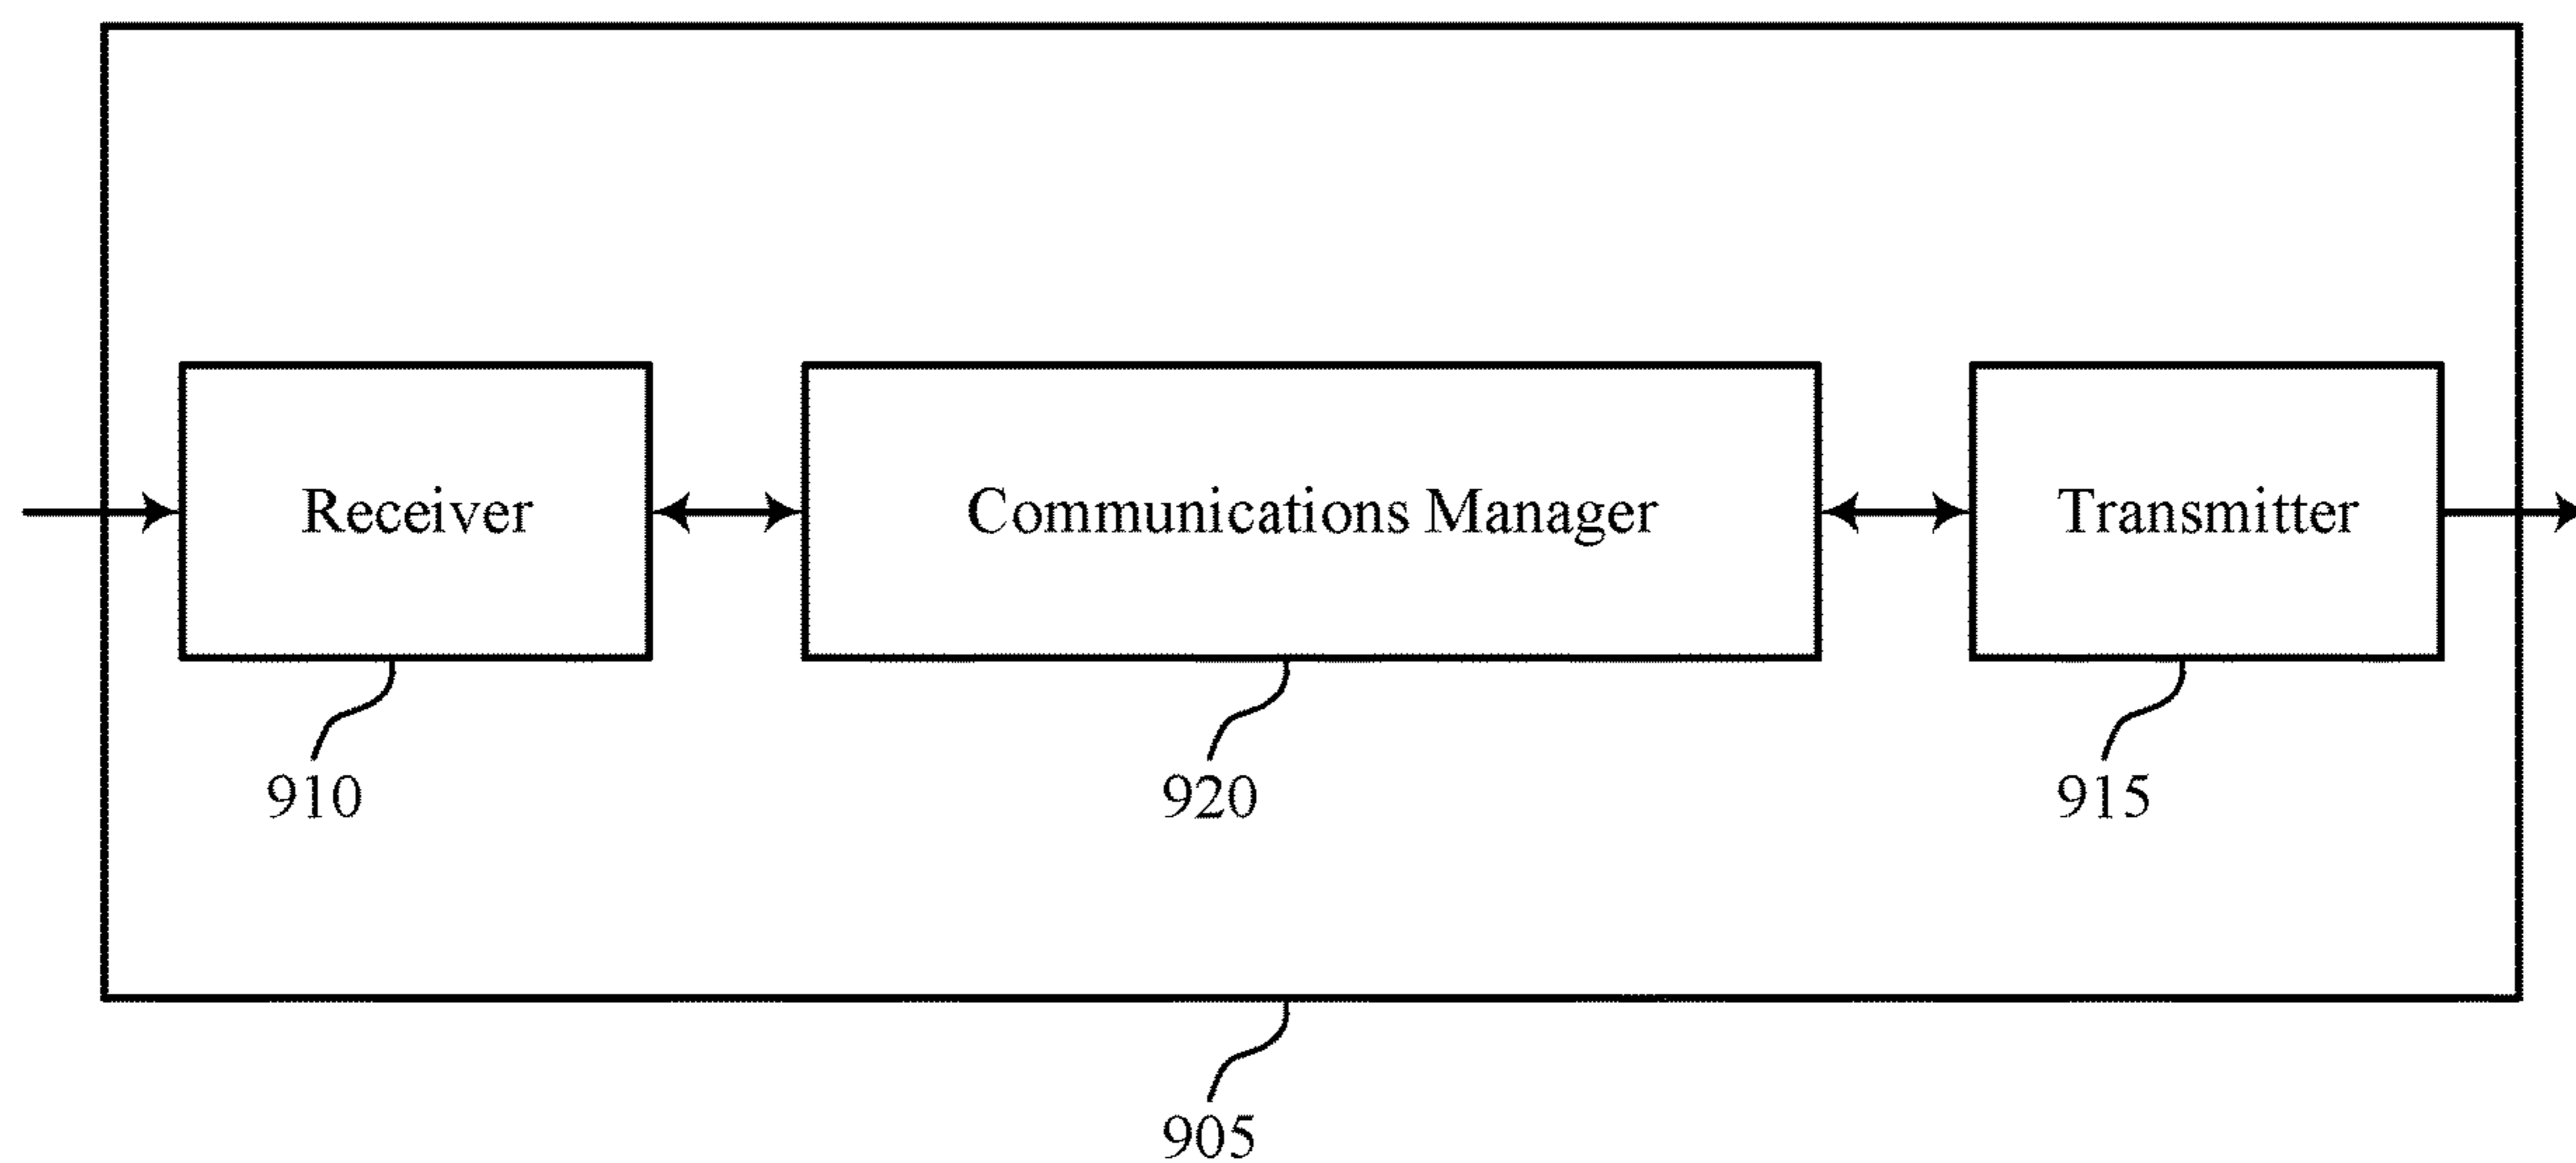 Receiver
Communications Manager
Transmitter
910
920
915
905